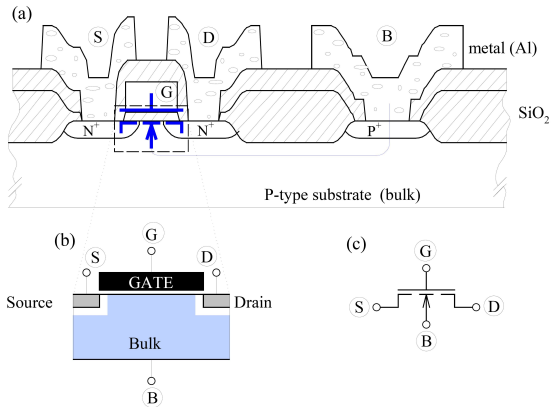 (a)
S
D
B
metal (Al)
G
SiO2
N+
N+
P+
P-type substrate (bulk)
(b)
G
S
D
GATE
Source
Drain
Bulk
B
(c)
G
S
D
B